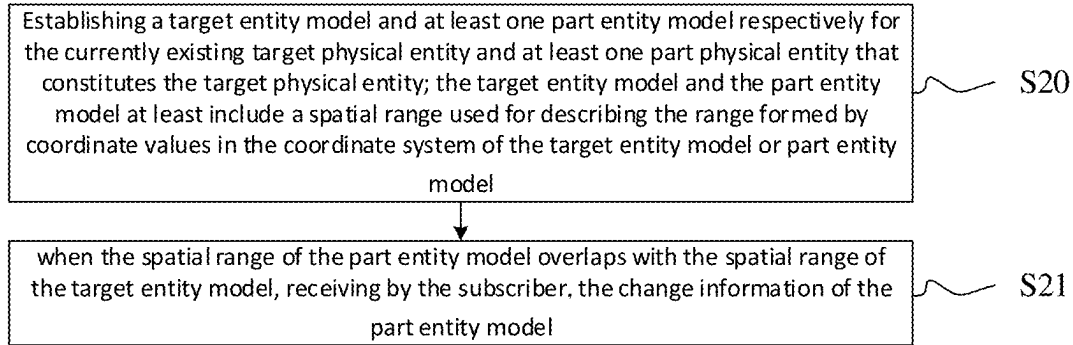 Establishing a target entity model and at least one part entity model respectively for
the currently existing target physical entity and at least one part physical entity that
constitutes the target physical entity; the target entity model and the part entity
model at least include a spatial range used for describing the range formed by
coordinate values in the coordinate system of the target entity model or part entity
model
S20
when the spatial range of the part entity model overlaps with the spatial range of
the target entity model, receiving by the subscriber, the change information of the
part entity model
S21